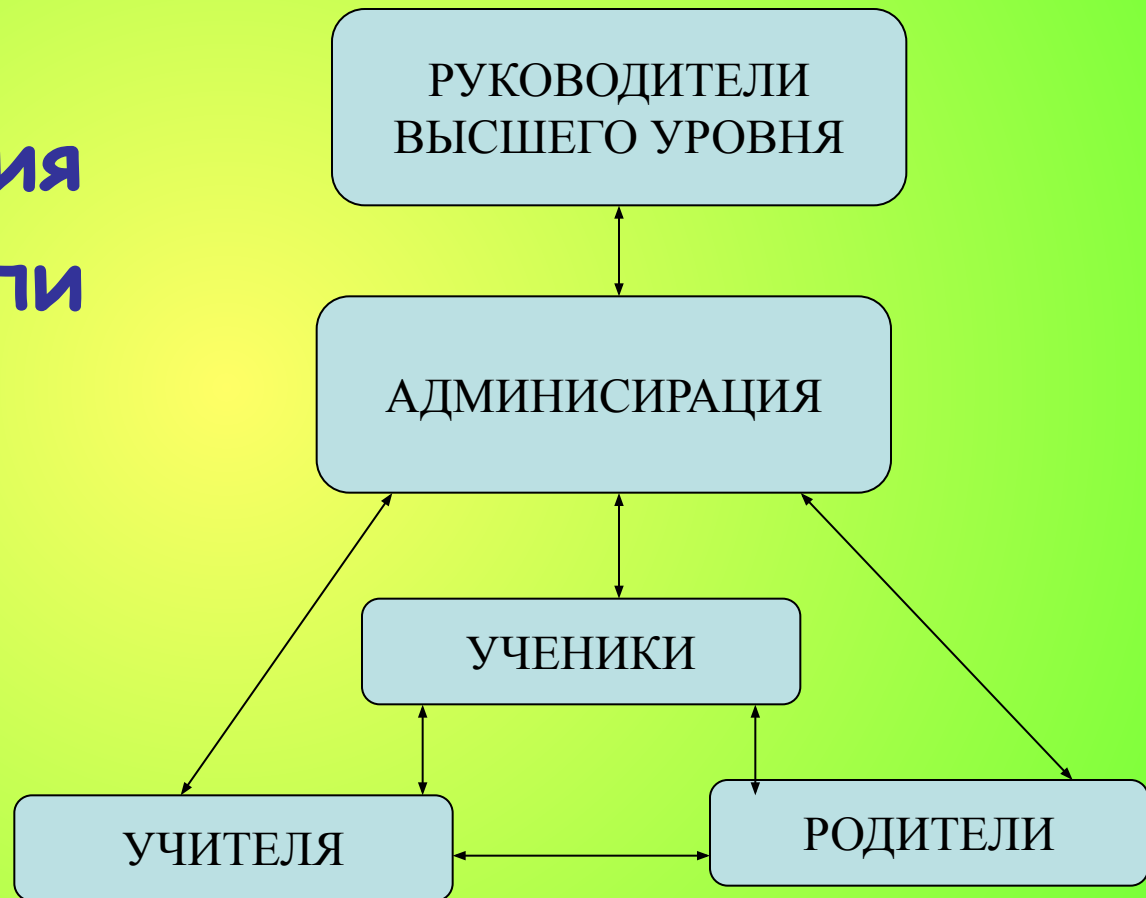 РУКОВОДИТЕЛИ
ВЫСШЕГО УРОВНЯ
АДМИНИСИРАЦИЯ
УЧЕНИКИ
УЧИТЕЛЯ
РОДИТЕЛИ